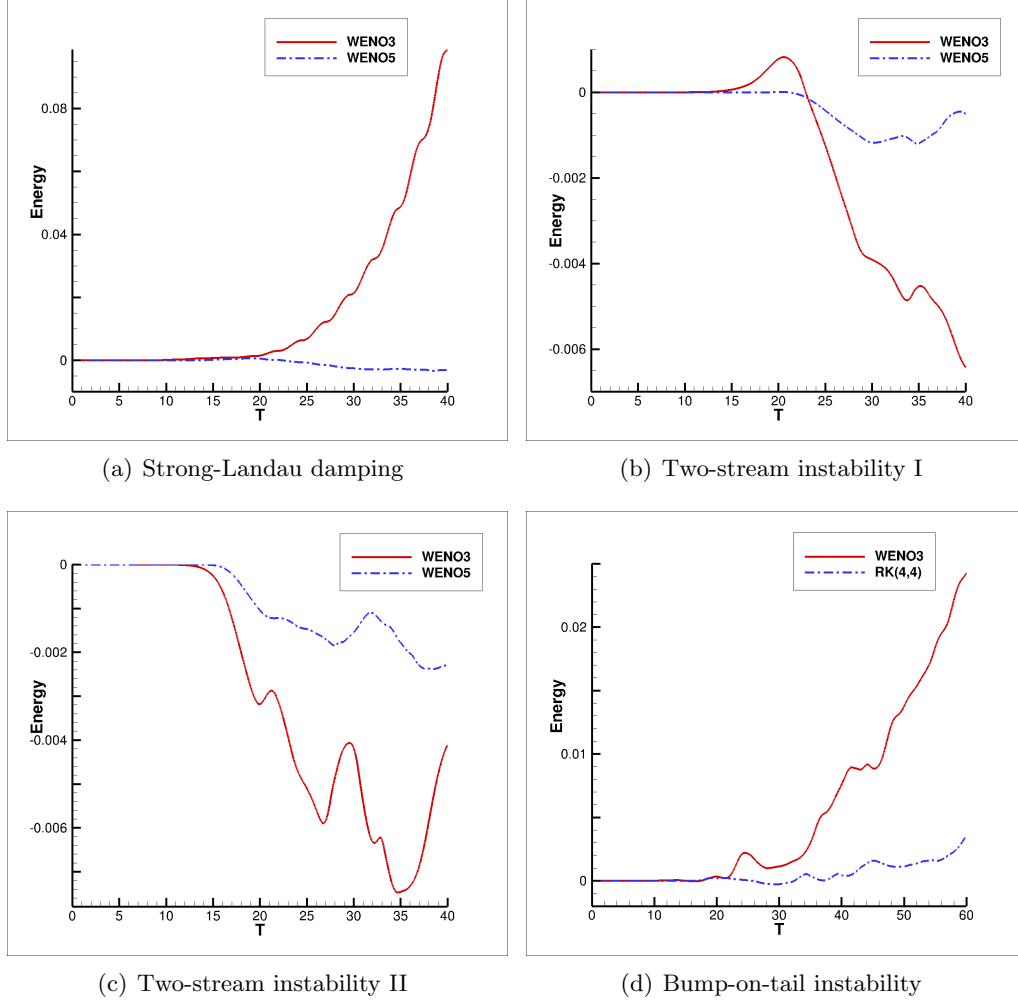 WENO3
WENO5
Energy
0.08
0.04
0
0 5 10 15 20 25 30 35 40
T
(a) Strong-Landau damping
WENO3
WENO5
Energy
0
-0.002
-0.004
-0.006
0 5 10 15 20 25 30 35 40
T
(b) Two-stream instability I
WENO3
WENO5
Energy
0
-0.002
-0.004
-0.006
0 5 10 15 20 25 30 35 40
T
(c) Two-stream instability II
WENO3
RK(4,4)
Energy
0.02
0.01
0
0 10 20 30 40 50 60
T
(d) Bump-on-tail instability